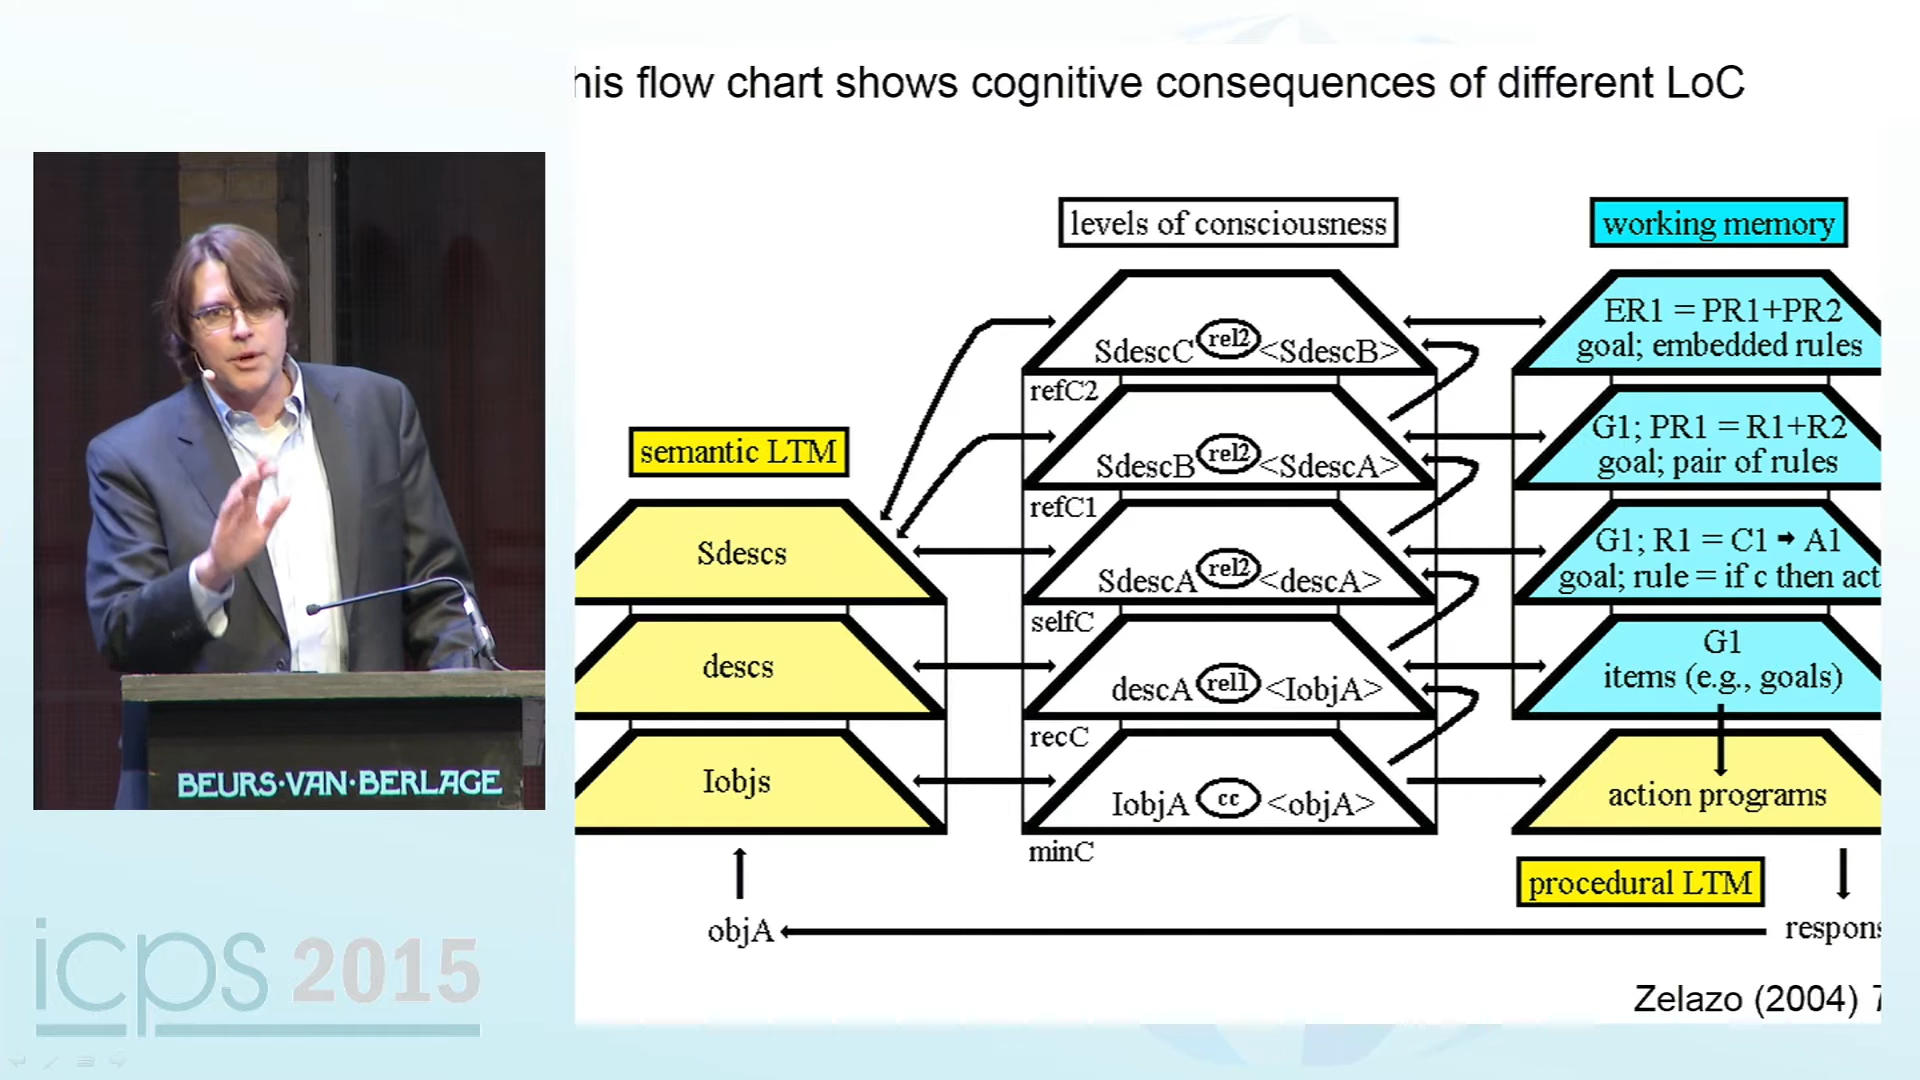 his flow chart shows cognitive consequences of different LoC
levels of consciousness
working memory
semantic LTM
SdescC rel2 <SdescB>
ER1 = PR1+PR2
goal; embedded rules
refC2
SdescB rel2 <SdescA>
G1; PR1 = R1+R2
goal; pair of rules
refC1
Sdescs
SdescA rel2 <descA>
G1; R1 = C1 → A1
goal; rule = if c then act
selfC
descs
descA rel1 <IobjA>
G1
items (e.g., goals)
recC
Iobjs
IobjA cc <objA>
action programs
minC
procedural LTM
objA
respons
Zelazo (2004)
BEURS·VAN·BERLAGE
icps 2015